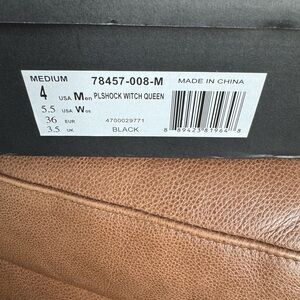 MEDIUM 78457-008-M MADE IN CHINA
4 USA Men PLSHOCK WITCH QUEEN
5.5 USA Wos
36 EUR 4700029771
3.5 UK BLACK 8 89423 81964 8